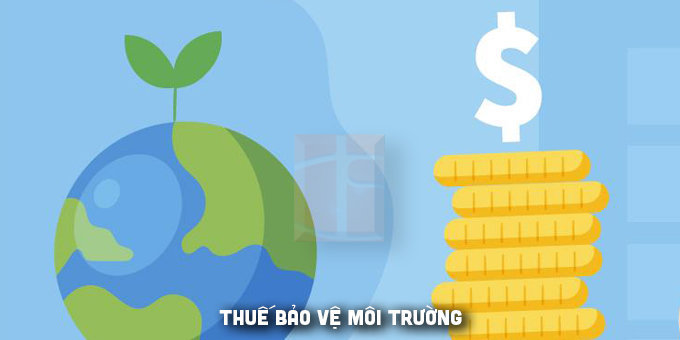 $
THUẾ BẢO VỆ MÔI TRƯỜNG